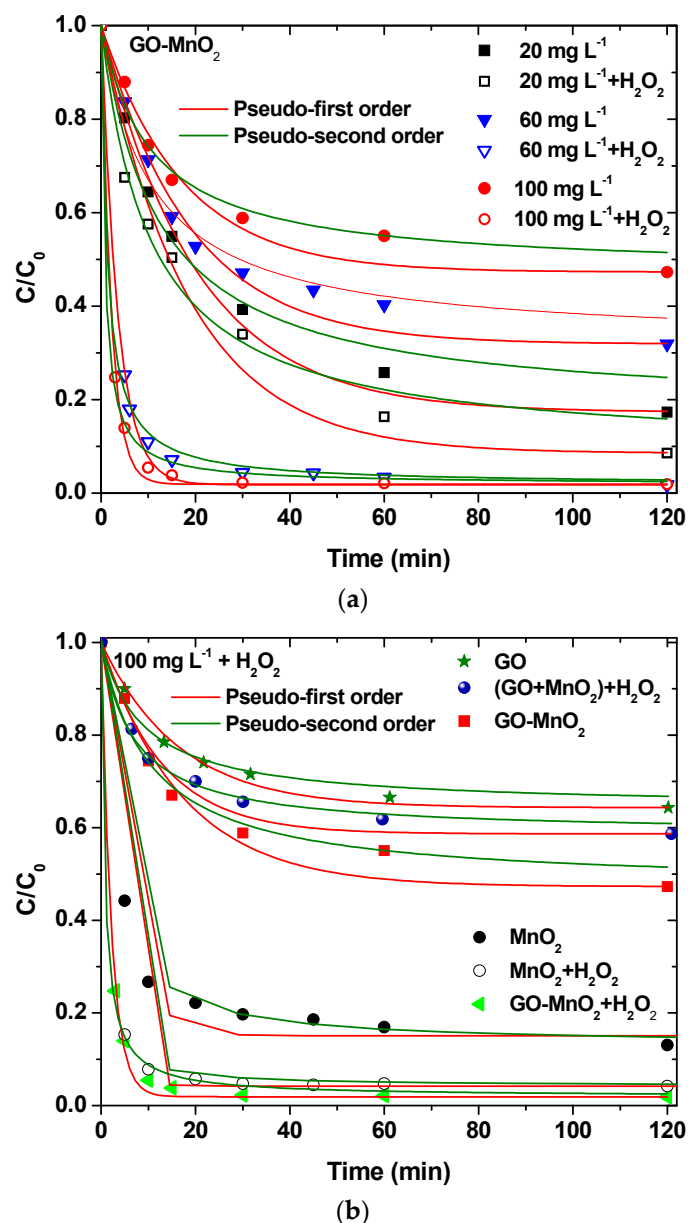 GO-MnO₂
20 mg L⁻¹
20 mg L⁻¹+H₂O₂
Pseudo-first order
Pseudo-second order
60 mg L⁻¹
60 mg L⁻¹+H₂O₂
100 mg L⁻¹
100 mg L⁻¹+H₂O₂
C/C₀
1.0
0.8
0.6
0.4
0.2
0.0
0 20 40 60 80 100 120
Time (min)
(a)
100 mg L⁻¹ + H₂O₂
GO
Pseudo-first order
(GO+MnO₂)+H₂O₂
Pseudo-second order
GO-MnO₂
C/C₀
1.0
0.8
0.6
0.4
0.2
0.0
MnO₂
MnO₂+H₂O₂
GO-MnO₂+H₂O₂
0 20 40 60 80 100 120
Time (min)
(b)